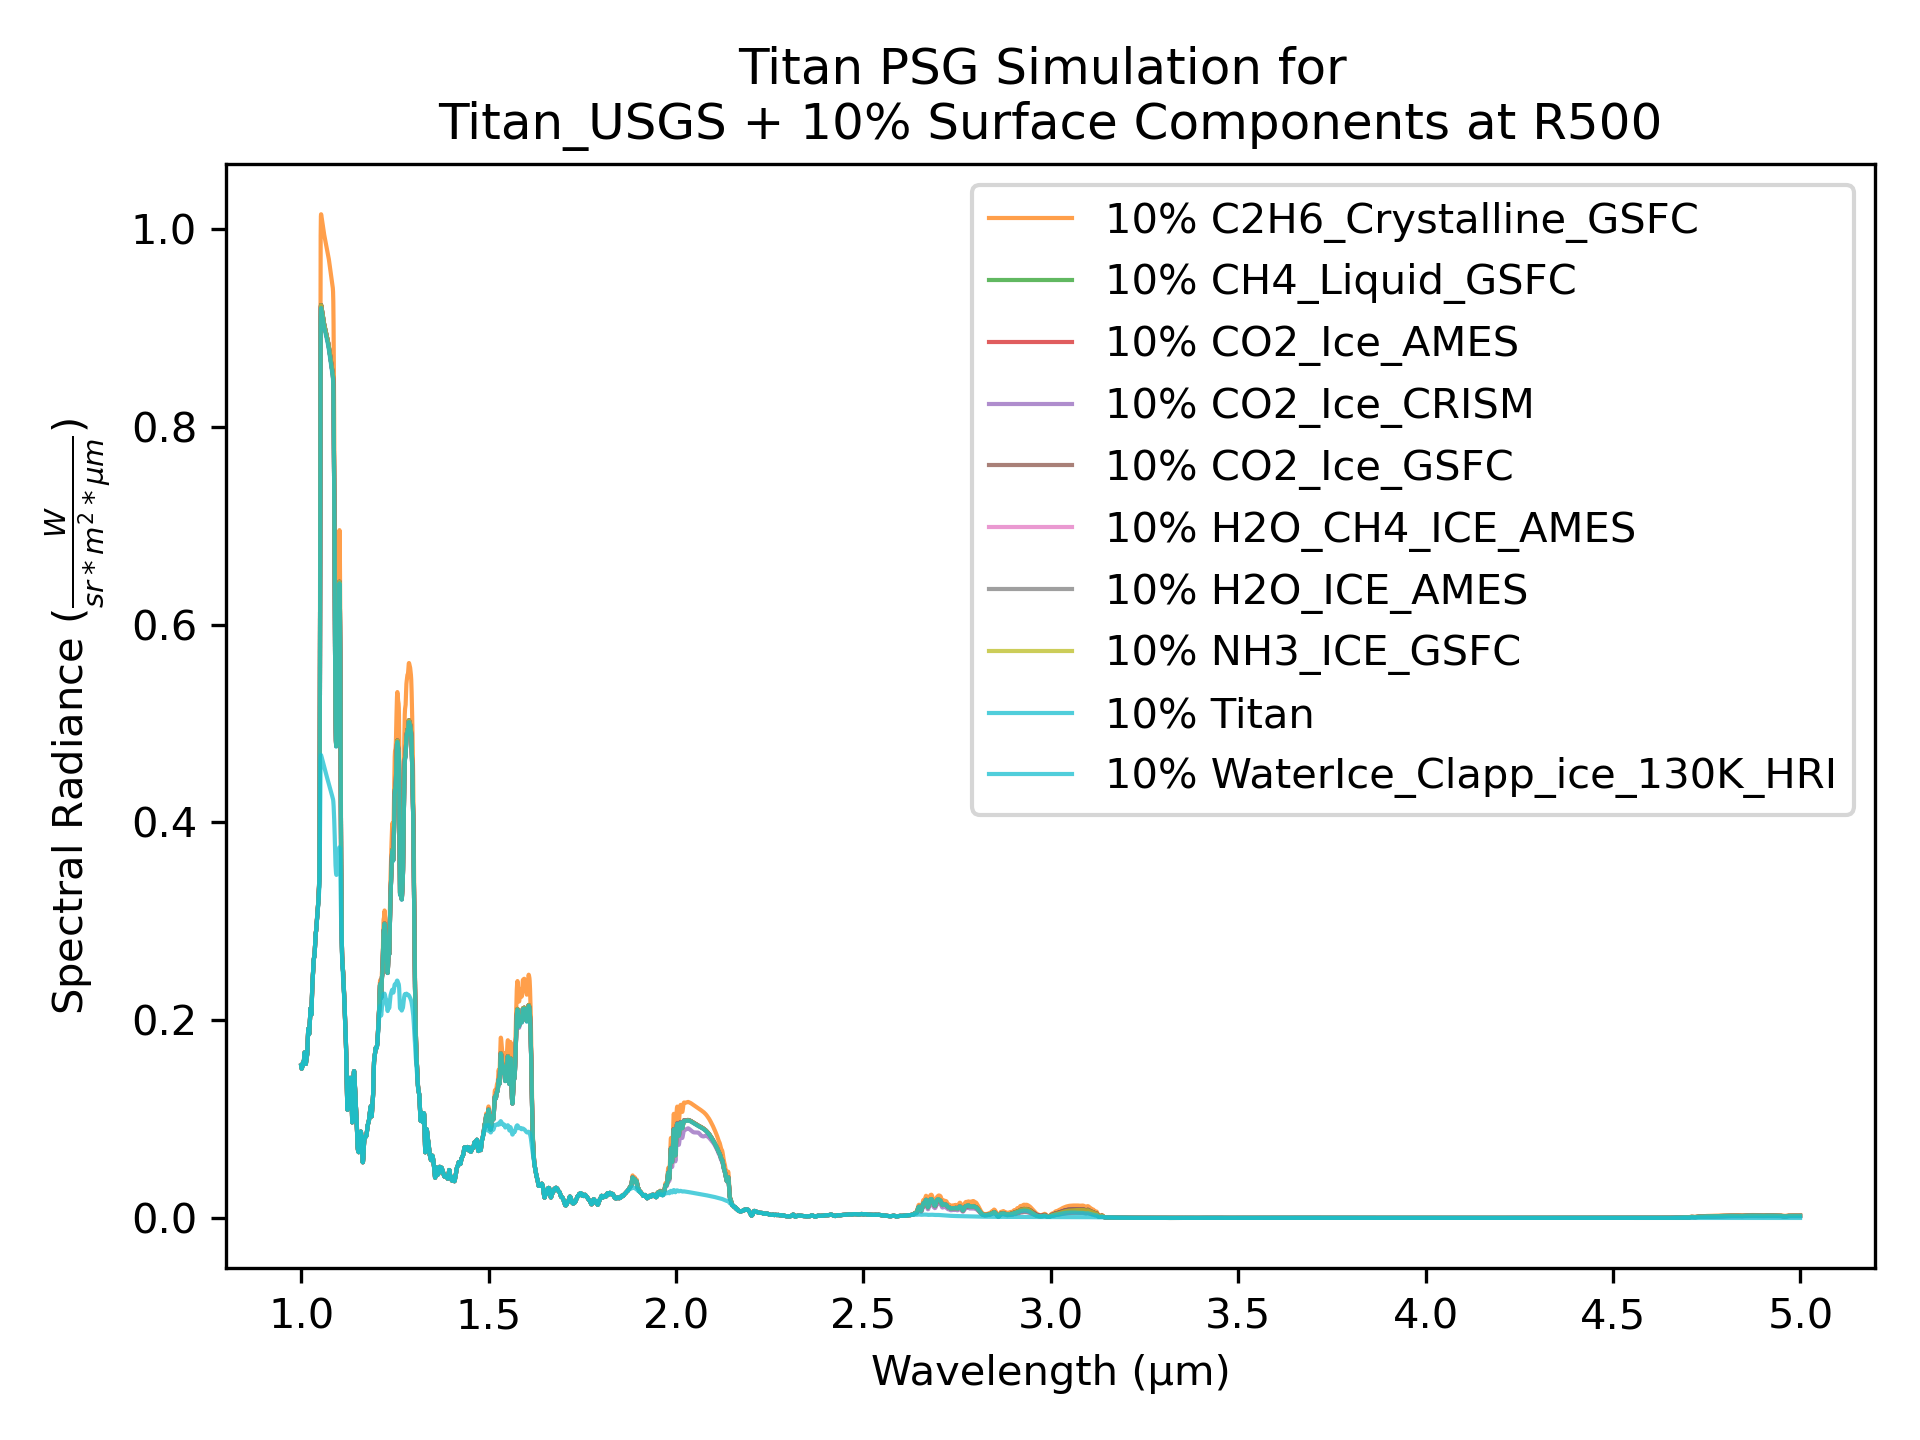 Titan PSG Simulation for
Titan_USGS + 10% Surface Components at R500
Spectral Radiance (W / sr * m² * µm)
1.0
0.8
0.6
0.4
0.2
0.0
10% C2H6_Crystalline_GSFC
10% CH4_Liquid_GSFC
10% CO2_Ice_AMES
10% CO2_Ice_CRISM
10% CO2_Ice_GSFC
10% H2O_CH4_ICE_AMES
10% H2O_ICE_AMES
10% NH3_ICE_GSFC
10% Titan
10% WaterIce_Clapp_ice_130K_HRI
1.0 1.5 2.0 2.5 3.0 3.5 4.0 4.5 5.0
Wavelength (µm)